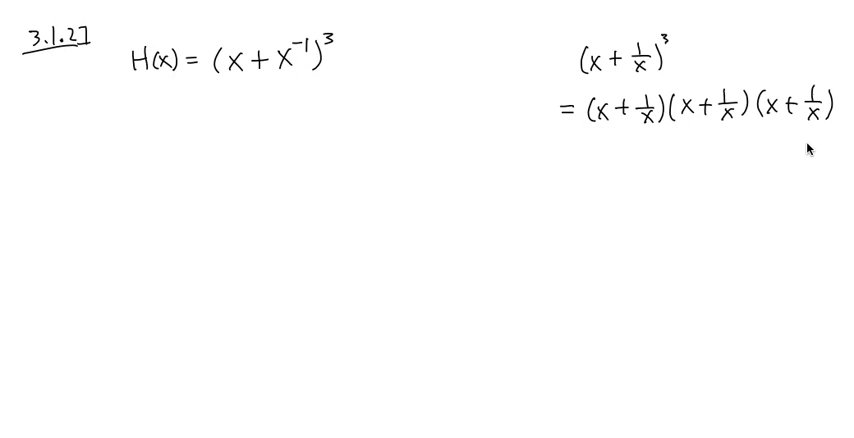 3.1.27
H(x) = (x + x⁻¹)³
(x + 1/x)³
= (x + 1/x)(x + 1/x)(x + 1/x)